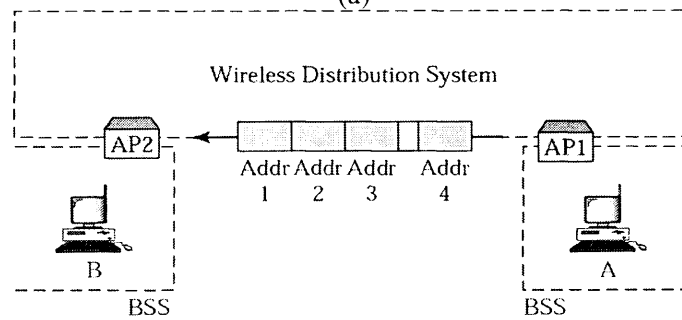 (a)
Wireless Distribution System
AP2
AP1
Addr Addr Addr Addr
1 2 3 4
B
A
BSS
BSS